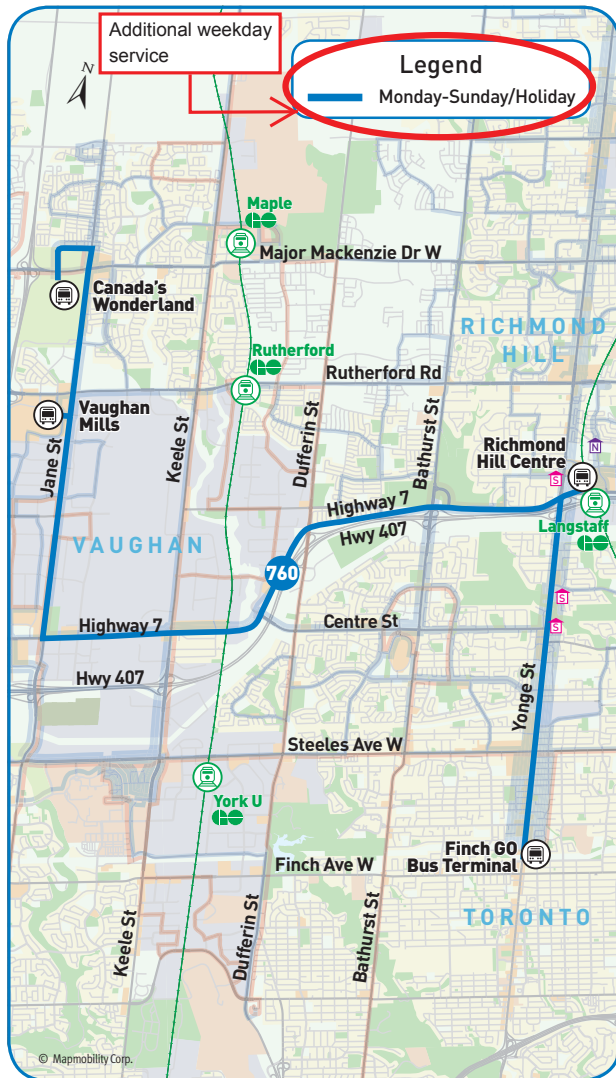 Additional weekday
service
Legend
Monday-Sunday/Holiday
N
Maple
Major Mackenzie Dr W
Canada's
Wonderland
RICHMOND
HILL
Rutherford
Rutherford Rd
Vaughan
Mills
Jane St
Keele St
Dufferin St
Bathurst St
Richmond
Hill Centre
N
S
Highway 7
Hwy 407
Langstaff
VAUGHAN
760
S
Centre St
S
Highway 7
Hwy 407
Yonge St
Steeles Ave W
York U
Finch GO
Bus Terminal
Finch Ave W
Keele St
Dufferin St
Bathurst St
TORONTO
© Mapmobility Corp.